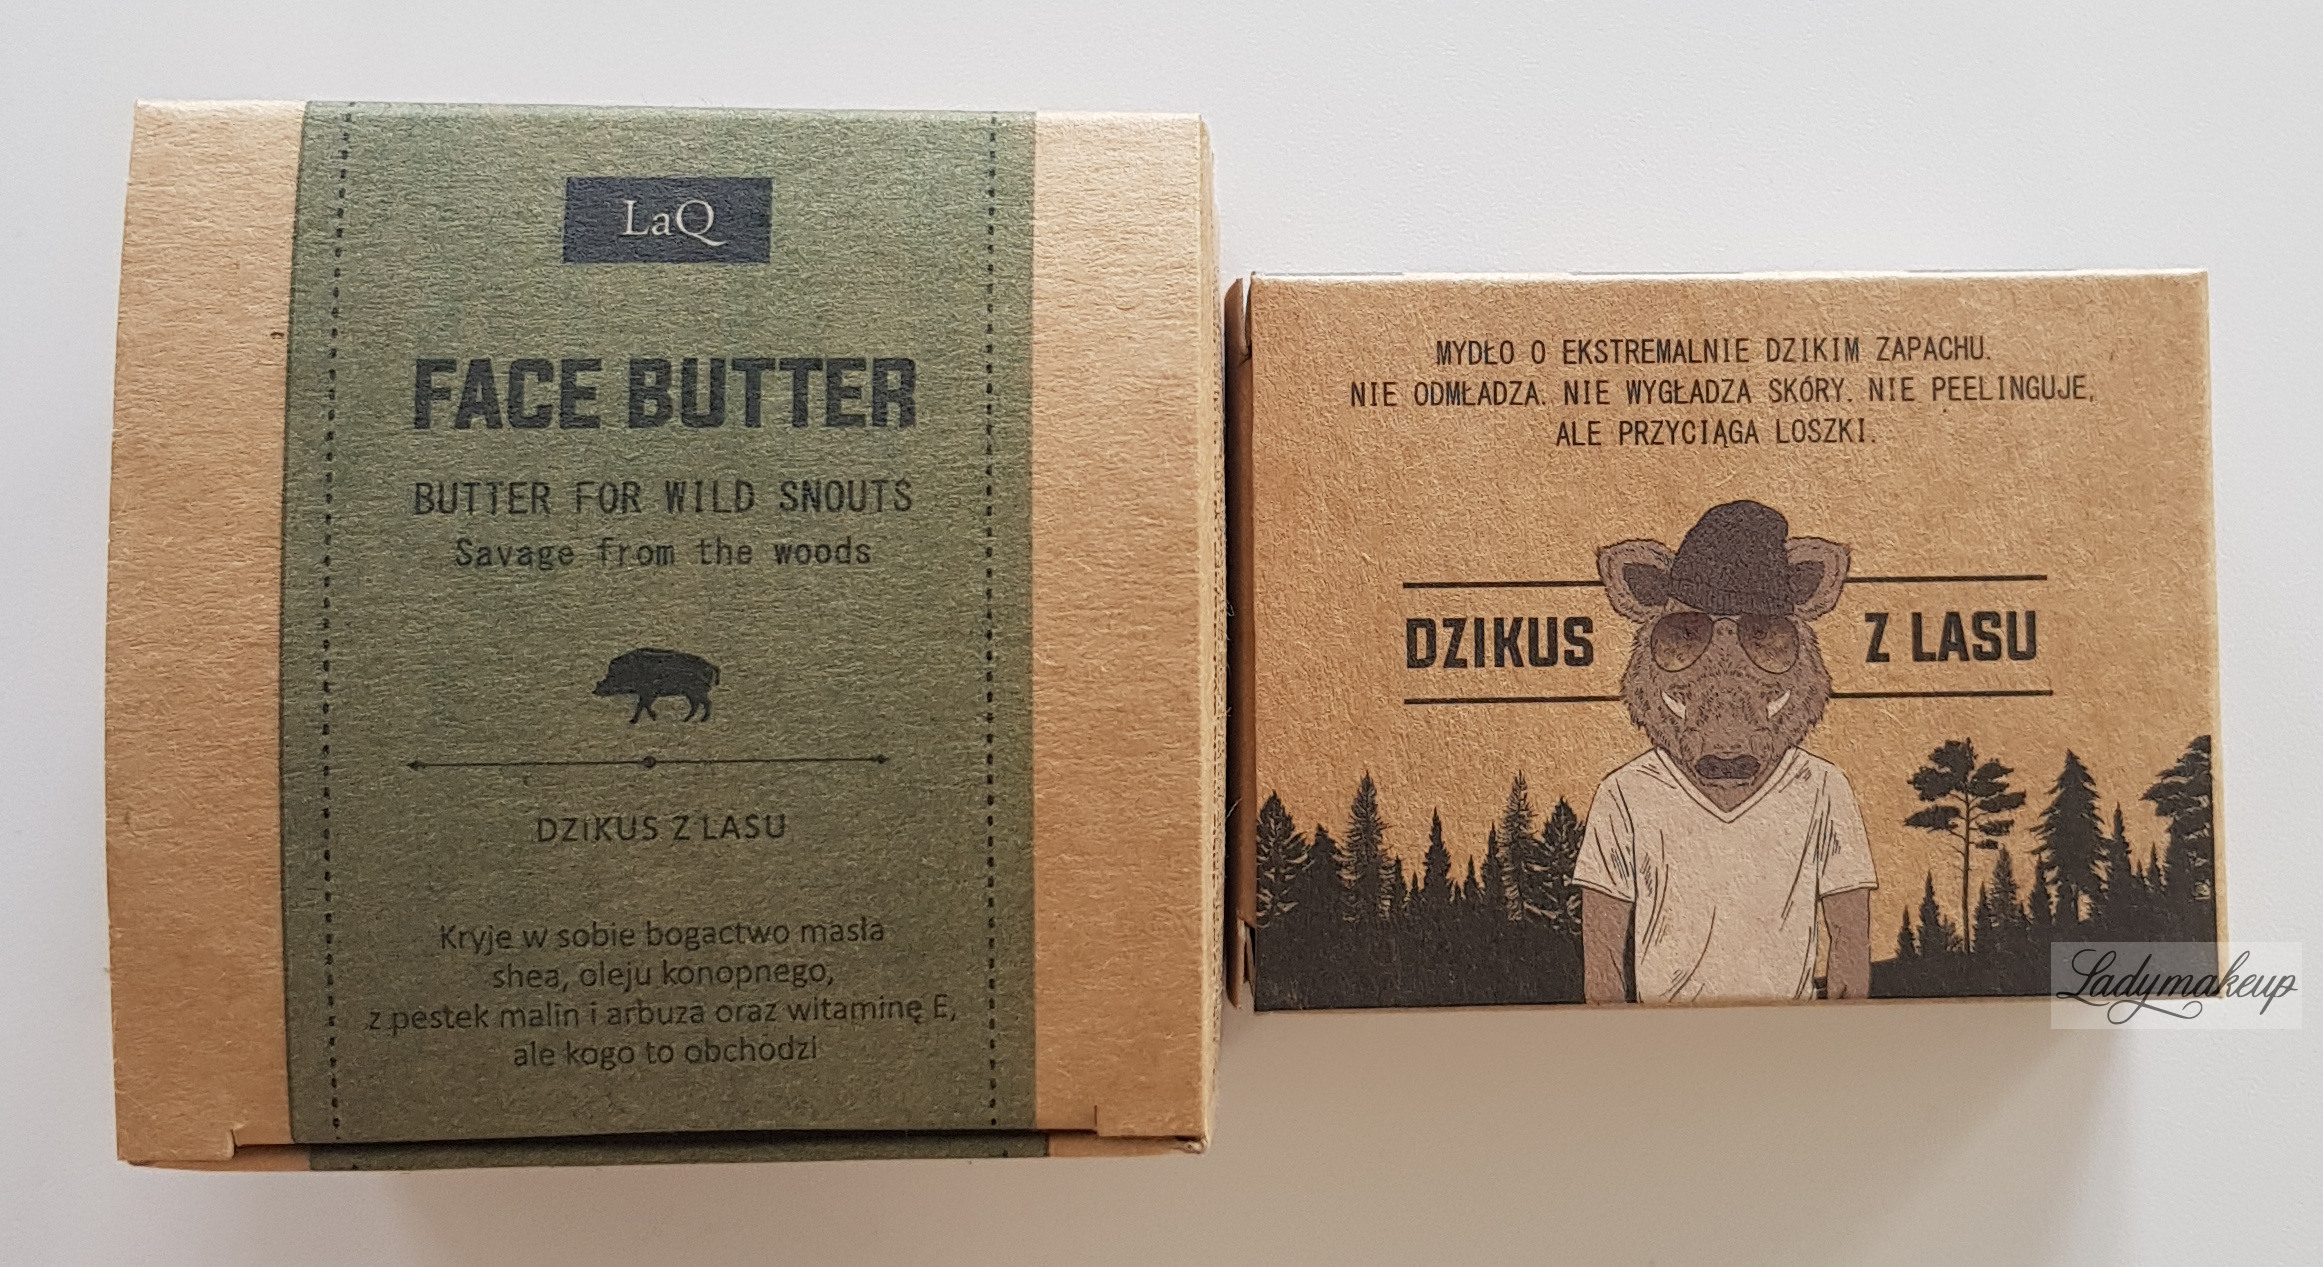 LaQ
FACE BUTTER
BUTTER FOR WILD SNOUTS
Savage from the woods
DZIKUS Z LASU
Kryje w sobie bogactwo masła
shea, oleju konopnego,
z pestek malin i arbuza oraz witaminę E,
ale kogo to obchodzi
MYDŁO O EKSTREMALNIE DZIKIM ZAPACHU.
NIE ODMŁADZA. NIE WYGŁADZA SKÓRY. NIE PEELINGUJE,
ALE PRZYCIĄGA LOSZKI.
DZIKUS Z LASU
Ladymakeup